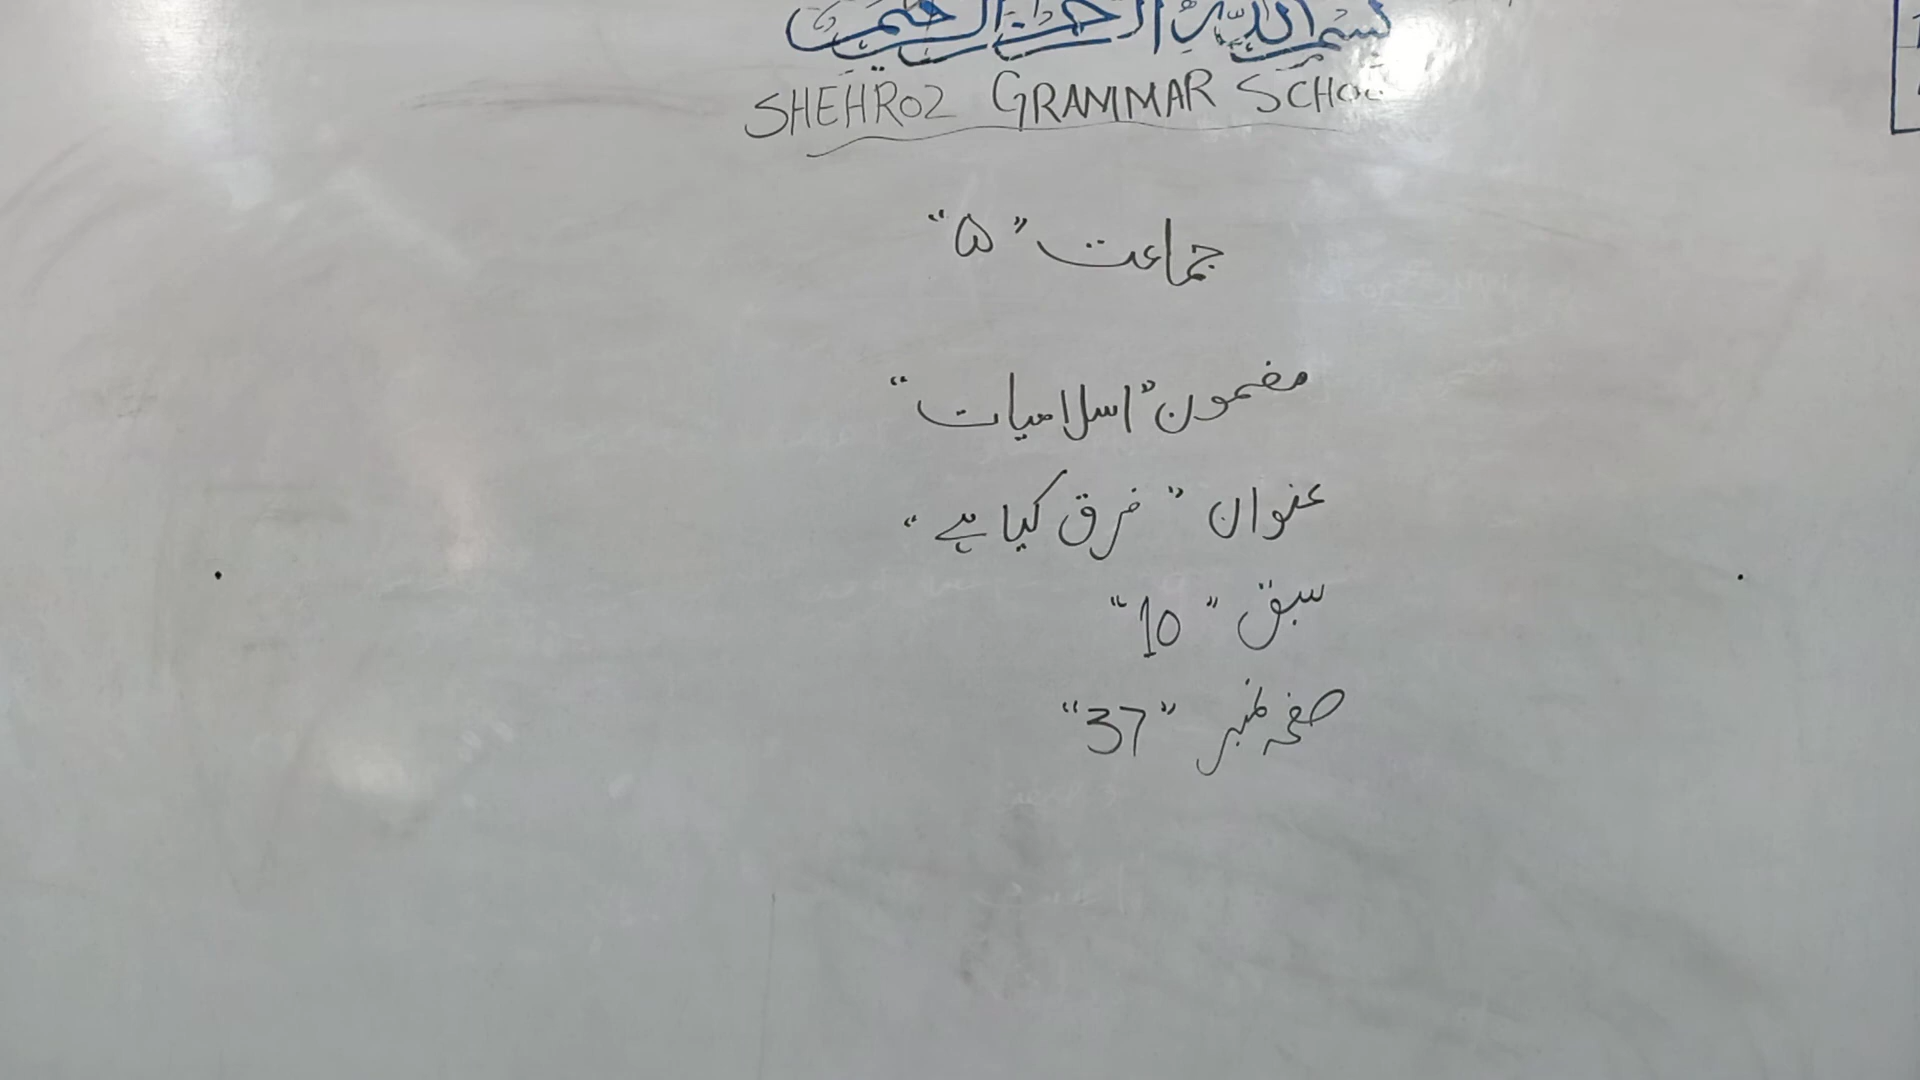 بسم اللہ الرحمن الرحیم
SHEHROZ GRAMMAR SCHOOL
جماعت "۵"
مضمون "اسلامیات"
عنوان "فرق کیا ہے"
سبق "10"
صفحہ نمبر "37"